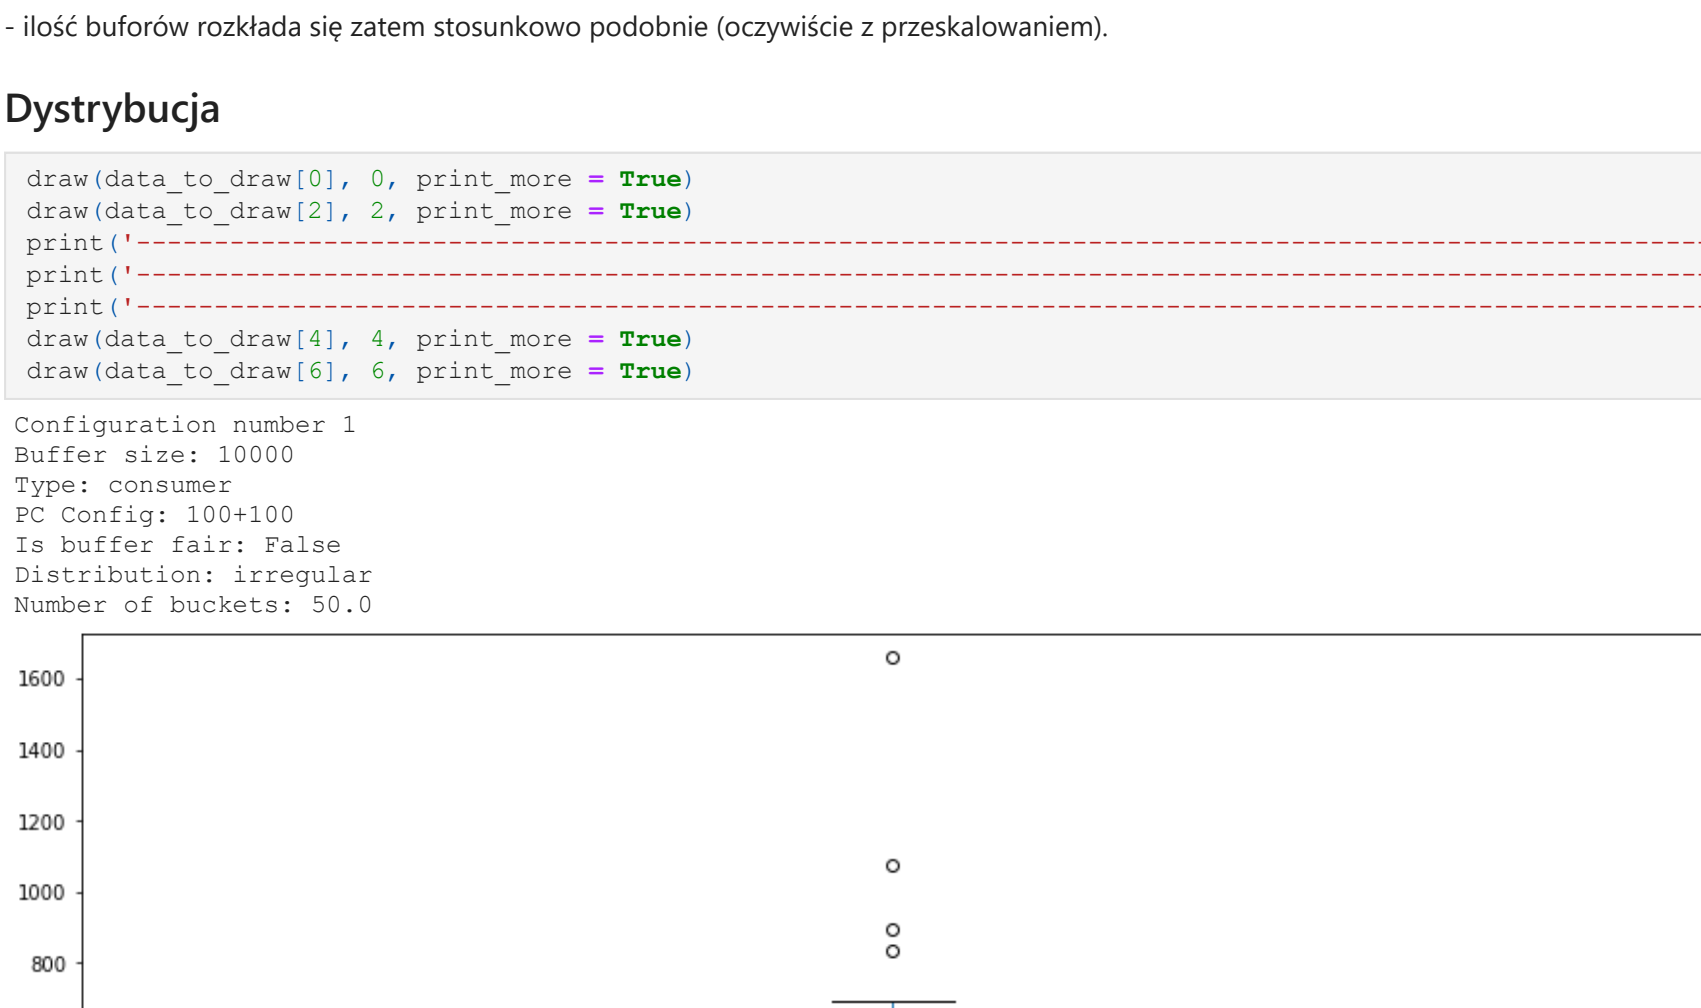 - ilość buforów rozkłada się zatem stosunkowo podobnie (oczywiście z przeskalowaniem).
Dystrybucja
draw(data_to_draw[0], 0, print_more = True)
draw(data_to_draw[2], 2, print_more = True)
print('----------------------------------------------------------------------------------------------------
print('----------------------------------------------------------------------------------------------------
print('----------------------------------------------------------------------------------------------------
draw(data_to_draw[4], 4, print_more = True)
draw(data_to_draw[6], 6, print_more = True)
Configuration number 1
Buffer size: 10000
Type: consumer
PC Config: 100+100
Is buffer fair: False
Distribution: irregular
Number of buckets: 50.0
1600
1400
1200
1000
800